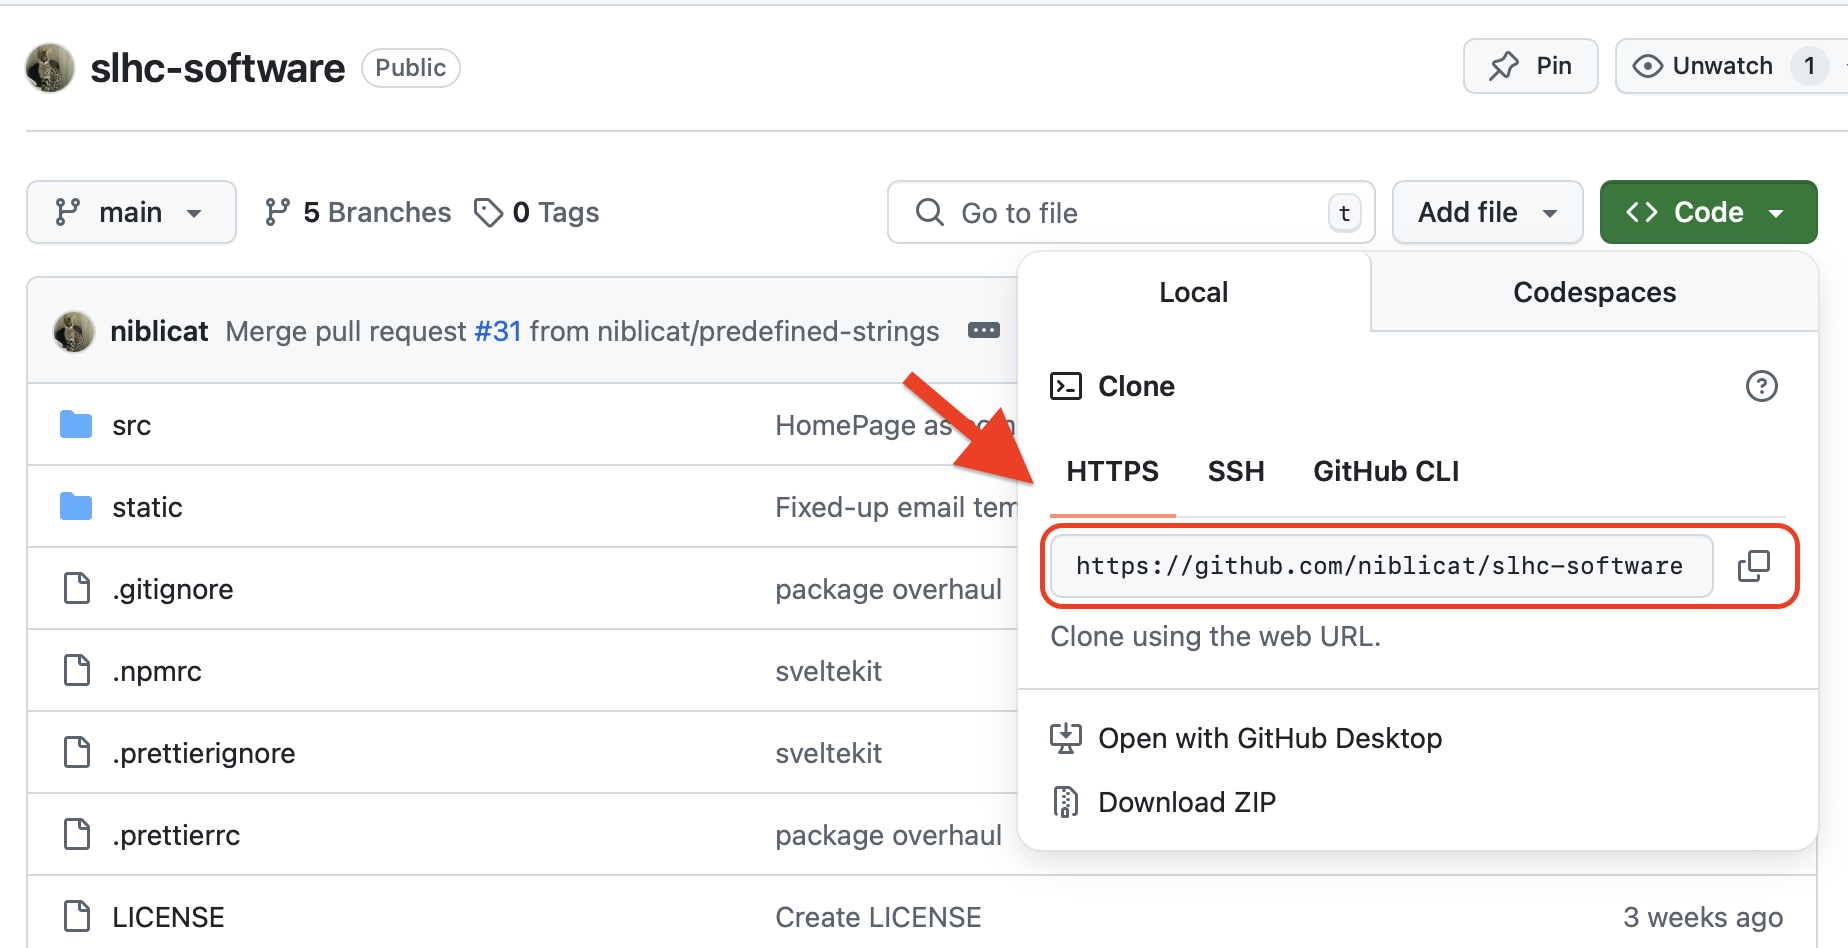 slhc-software Public
Pin
Unwatch 1
main
5 Branches
0 Tags
Go to file t
Add file
Code
Local
Codespaces
niblicat Merge pull request #31 from niblicat/predefined-strings
Clone
src HomePage as
HTTPS SSH GitHub CLI
static Fixed-up email tem
https://github.com/niblicat/slhc-software
.gitignore package overhaul
Clone using the web URL.
.npmrc sveltekit
.prettierignore sveltekit
Open with GitHub Desktop
Download ZIP
.prettierrc package overhaul
LICENSE Create LICENSE 3 weeks ago